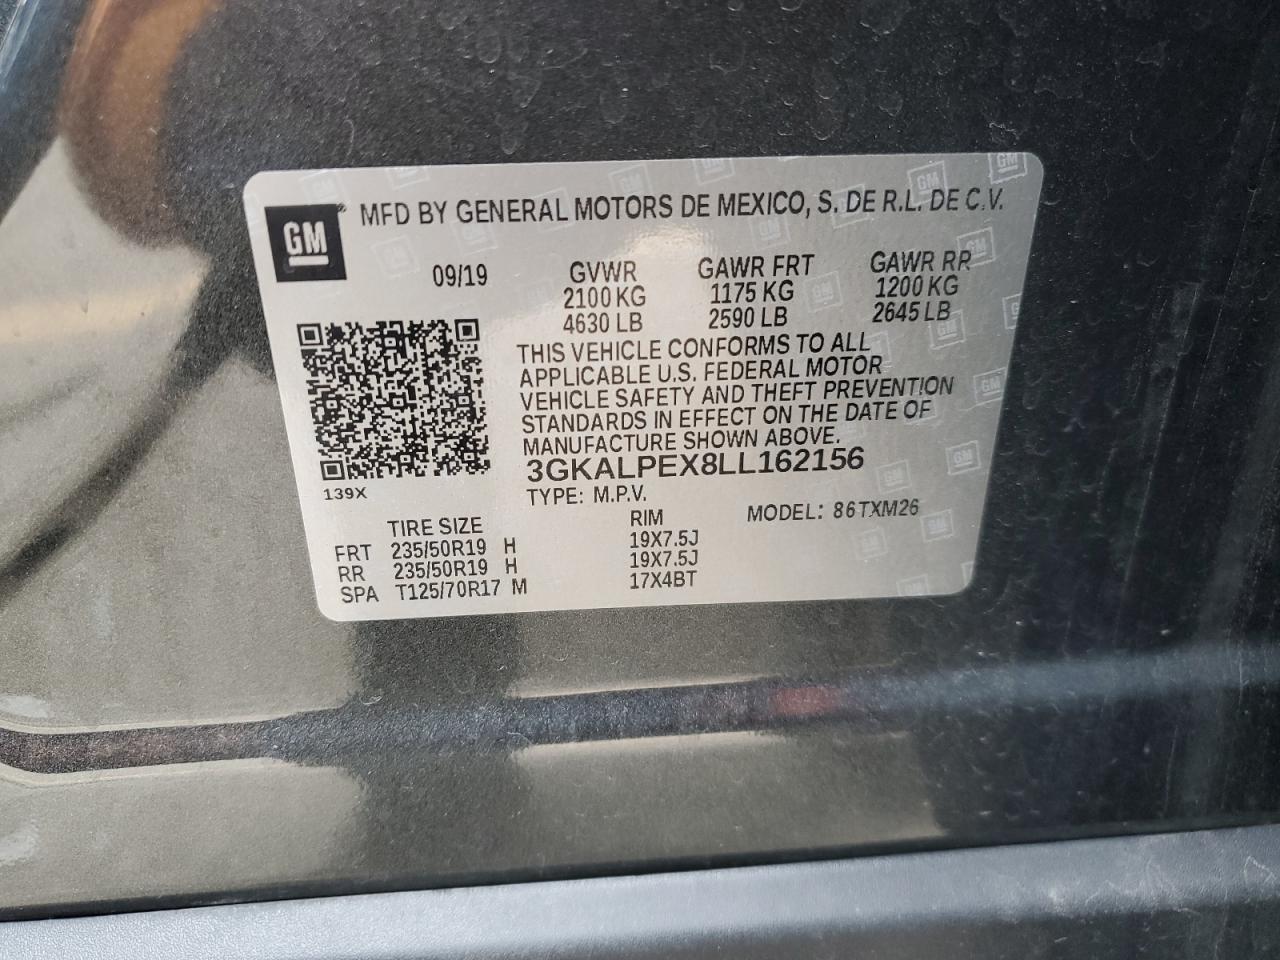 GM MFD BY GENERAL MOTORS DE MEXICO, S. DE R.L. DE C.V.
09/19 GVWR GAWR FRT GAWR RR
2100 KG 1175 KG 1200 KG
4630 LB 2590 LB 2645 LB
THIS VEHICLE CONFORMS TO ALL
APPLICABLE U.S. FEDERAL MOTOR
VEHICLE SAFETY AND THEFT PREVENTION
STANDARDS IN EFFECT ON THE DATE OF
MANUFACTURE SHOWN ABOVE.
3GKALPEX8LL162156
139X TYPE: M.P.V.
MODEL: 86TXM26
TIRE SIZE RIM
FRT 235/50R19 H 19X7.5J
RR 235/50R19 H 19X7.5J
SPA T125/70R17 M 17X4BT